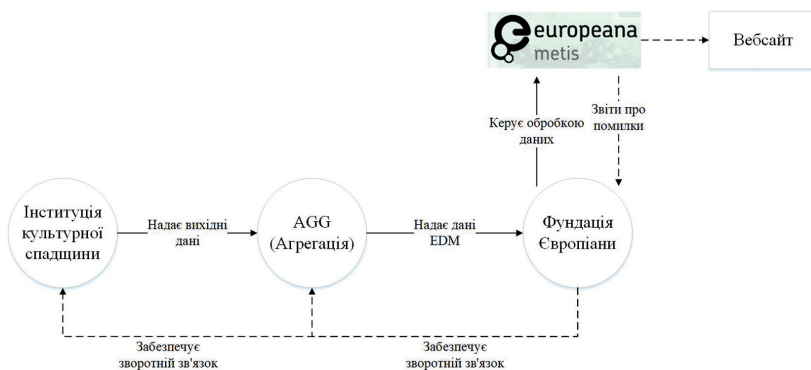 europeana
metis
Вебсайт
Керує обробкою
даних
Звіти про
помилки
Інституція
культурної
спадщини
Надає вихідні
дані
AGG
(Агрегація)
Надає дані
EDM
Фундація
Європіани
Забезпечує
зворотній зв'язок
Забезпечує
зворотній зв'язок